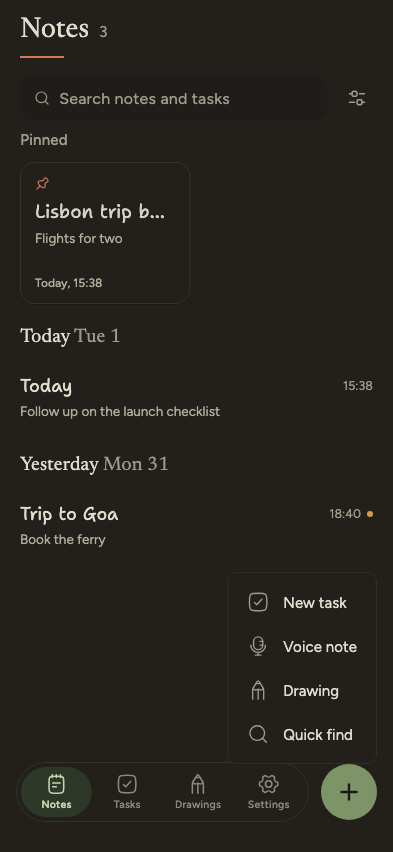 Notes 3
Search notes and tasks
Pinned
Lisbon trip b...
Flights for two
Today, 15:38
Today Tue 1
Today 15:38
Follow up on the launch checklist
Yesterday Mon 31
Trip to Goa 18:40
Book the ferry
New task
Voice note
Drawing
Quick find
Notes Tasks Drawings Settings